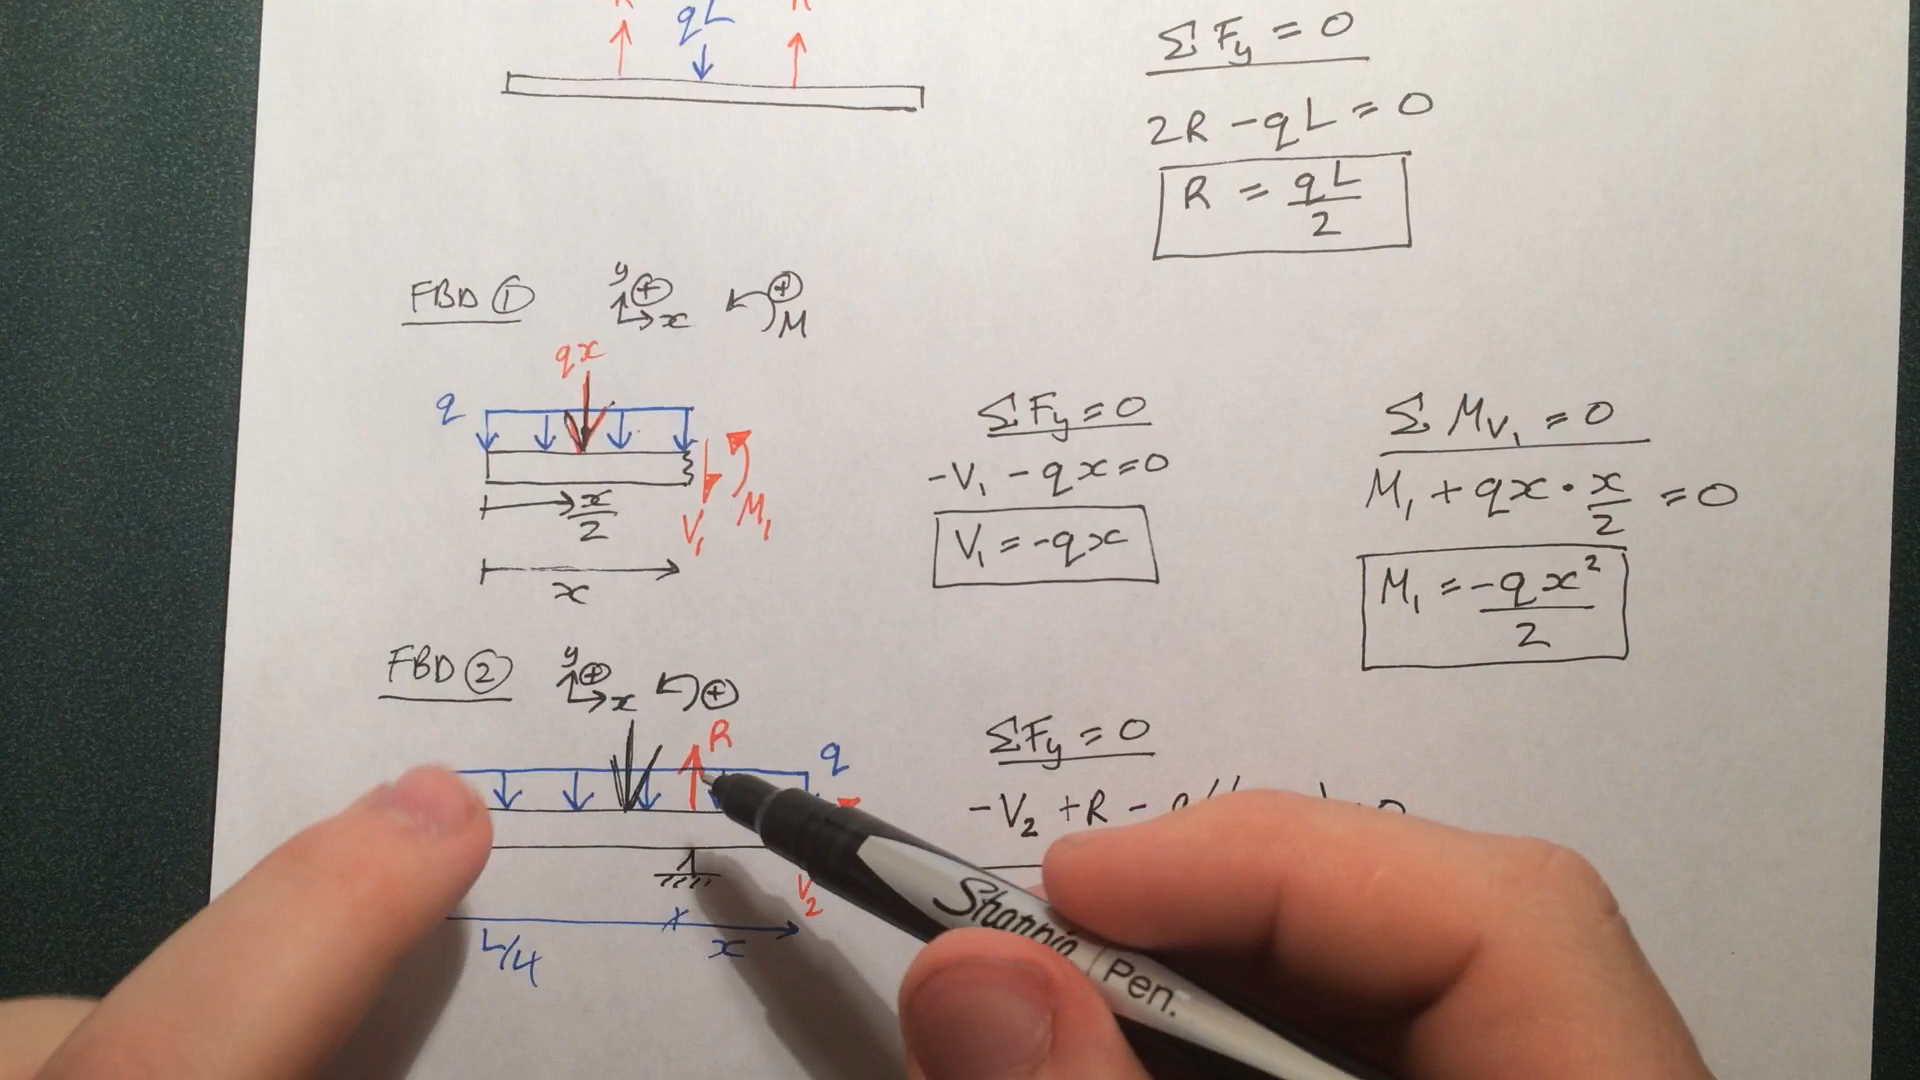 R qL R
ΣFy = 0
2R - qL = 0
R = qL/2
FBD ① y x + + M
qx
q
x/2
V₁ M₁
x
ΣFy = 0
-V₁ - qx = 0
V₁ = -qx
ΣM_V₁ = 0
M₁ + qx · x/2 = 0
M₁ = -qx²/2
FBD ② y + x +
R q
V₂
L/4 x
ΣFy = 0
-V₂ + R -
Sharpie Pen.